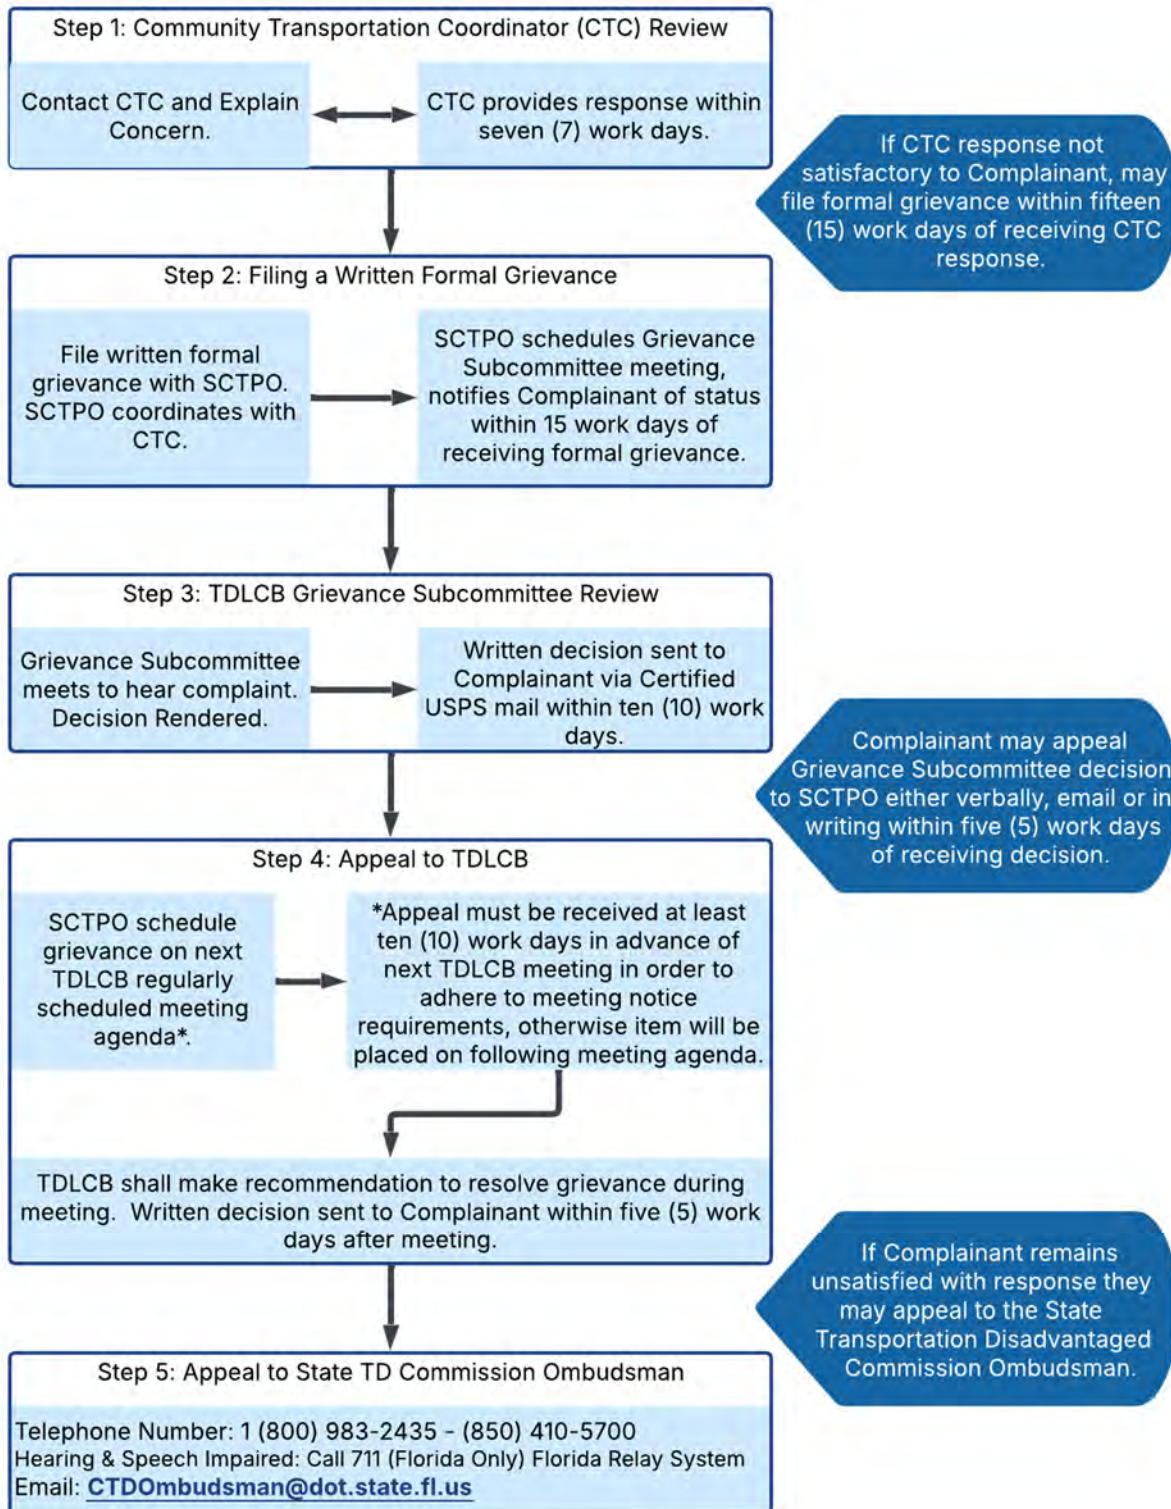 Step 1: Community Transportation Coordinator (CTC) Review
Contact CTC and Explain
Concern.
CTC provides response within
seven (7) work days.
If CTC response not
satisfactory to Complainant, may
file formal grievance within fifteen
(15) work days of receiving CTC
response.
Step 2: Filing a Written Formal Grievance
File written formal
grievance with SCTPO.
SCTPO coordinates with
CTC.
SCTPO schedules Grievance
Subcommittee meeting,
notifies Complainant of status
within 15 work days of
receiving formal grievance.
Step 3: TDLCB Grievance Subcommittee Review
Grievance Subcommittee
meets to hear complaint.
Decision Rendered.
Written decision sent to
Complainant via Certified
USPS mail within ten (10) work
days.
Complainant may appeal
Grievance Subcommittee decision
to SCTPO either verbally, email or in
writing within five (5) work days
of receiving decision.
Step 4: Appeal to TDLCB
SCTPO schedule
grievance on next
TDLCB regularly
scheduled meeting
agenda*.
*Appeal must be received at least
ten (10) work days in advance of
next TDLCB meeting in order to
adhere to meeting notice
requirements, otherwise item will be
placed on following meeting agenda.
TDLCB shall make recommendation to resolve grievance during
meeting. Written decision sent to Complainant within five (5) work
days after meeting.
If Complainant remains
unsatisfied with response they
may appeal to the State
Transportation Disadvantaged
Commission Ombudsman.
Step 5: Appeal to State TD Commission Ombudsman
Telephone Number: 1 (800) 983-2435 - (850) 410-5700
Hearing & Speech Impaired: Call 711 (Florida Only) Florida Relay System
Email: CTDOmbudsman@dot.state.fl.us